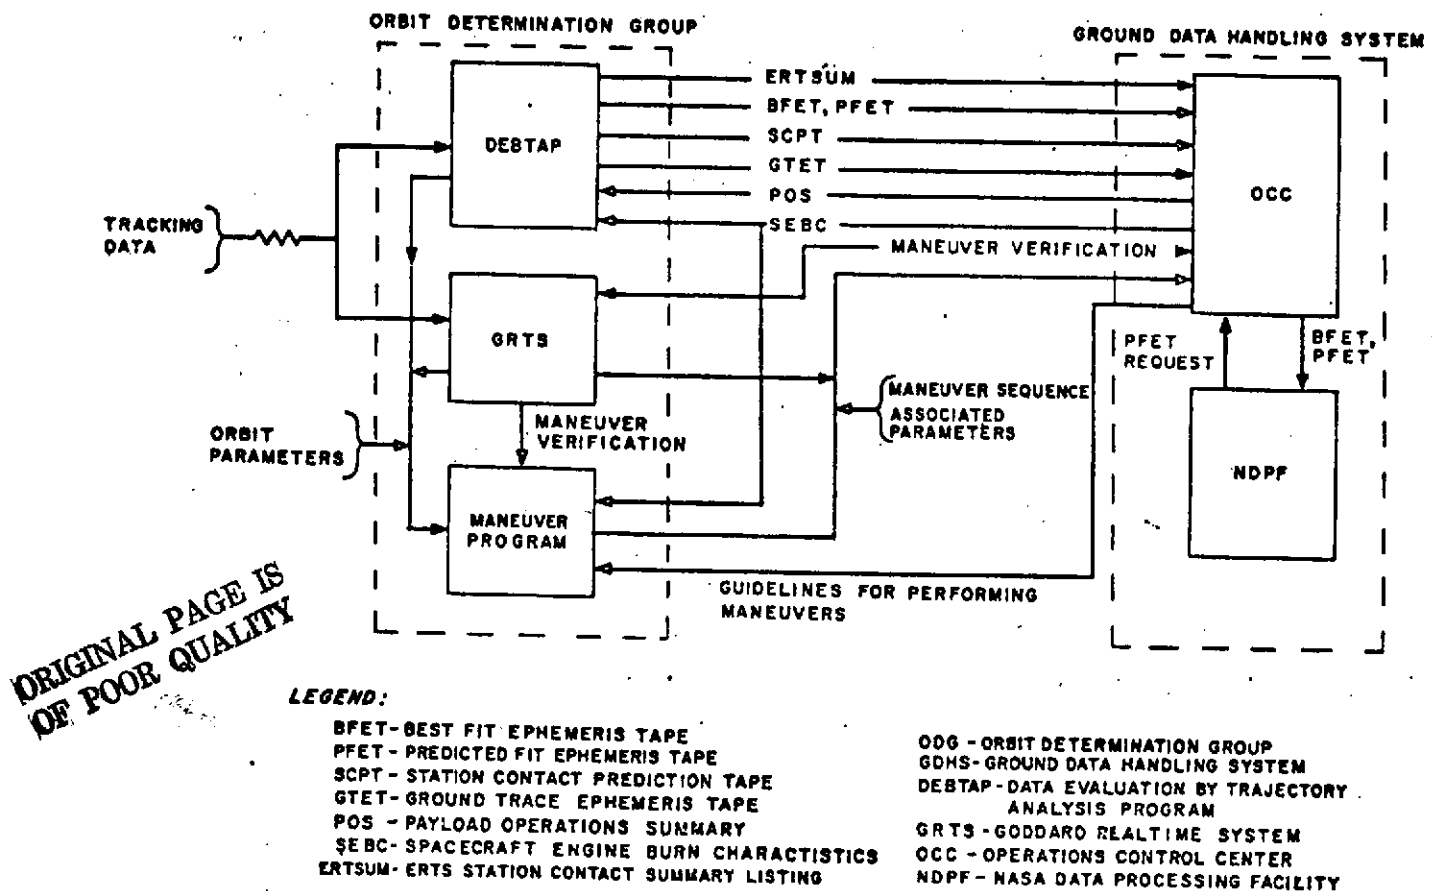 ORBIT DETERMINATION GROUP
GROUND DATA HANDLING SYSTEM
ERTSUM
BFET, PFET
SCPT
GTET
POS
SEBC
MANEUVER VERIFICATION
DEBTAP
OCC
TRACKING
DATA
GRTS
PFET
REQUEST
BFET,
PFET
MANEUVER SEQUENCE
ASSOCIATED
PARAMETERS
MANEUVER
VERIFICATION
ORBIT
PARAMETERS
NDPF
MANEUVER
PROGRAM
GUIDELINES FOR PERFORMING
MANEUVERS
ORIGINAL PAGE IS
OF POOR QUALITY
LEGEND:
BFET-BEST FIT EPHEMERIS TAPE
PFET-PREDICTED FIT EPHEMERIS TAPE
SCPT-STATION CONTACT PREDICTION TAPE
GTET-GROUND TRACE EPHEMERIS TAPE
POS - PAYLOAD OPERATIONS SUMMARY
SEBC-SPACECRAFT ENGINE BURN CHARACTISTICS
ERTSUM-ERTS STATION CONTACT SUMMARY LISTING
ODG-ORBIT DETERMINATION GROUP
GDHS-GROUND DATA HANDLING SYSTEM
DEBTAP-DATA EVALUATION BY TRAJECTORY
ANALYSIS PROGRAM
GRTS-GODDARD REALTIME SYSTEM
OCC-OPERATIONS CONTROL CENTER
NDPF-NASA DATA PROCESSING FACILITY